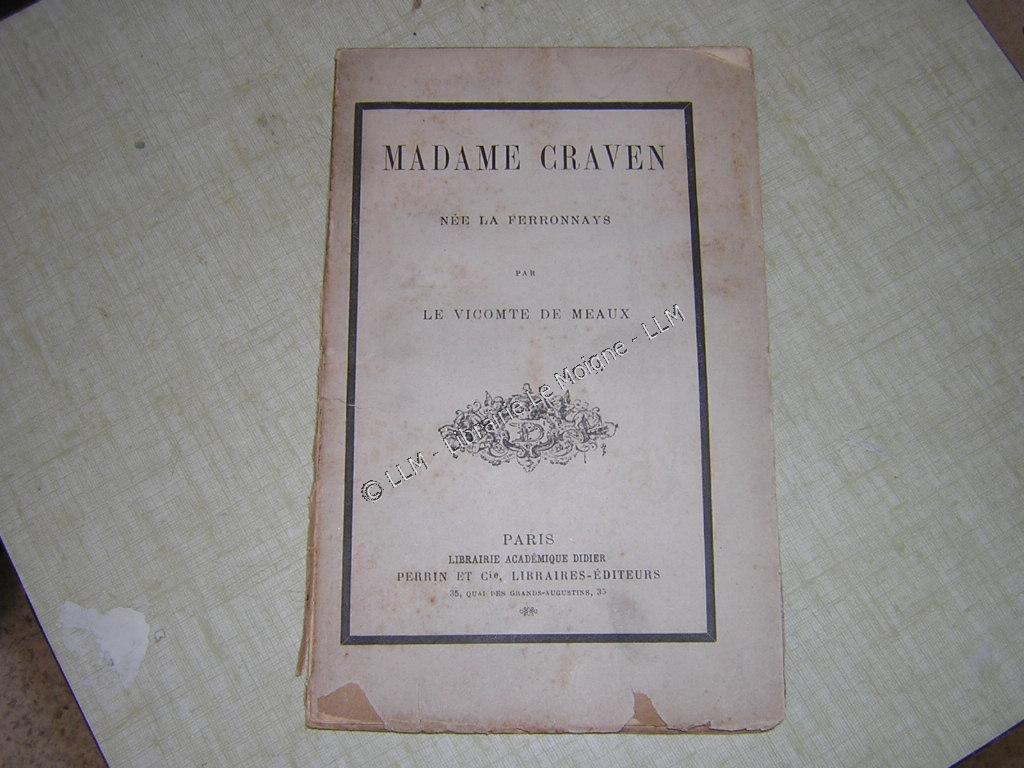 MADAME CRAVEN
NÉE LA FERRONNAYS
PAR
LE VICOMTE DE MEAUX
© LLM - Librairie Le Moigne - LLM
D
PARIS
LIBRAIRIE ACADÉMIQUE DIDIER
PERRIN ET Cie, LIBRAIRES-ÉDITEURS
35, QUAI DES GRANDS-AUGUSTINS, 35